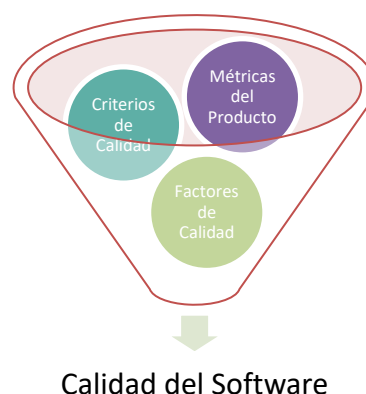 Criterios
de
Calidad
Métricas
del
Producto
Factores
de
Calidad
Calidad del Software